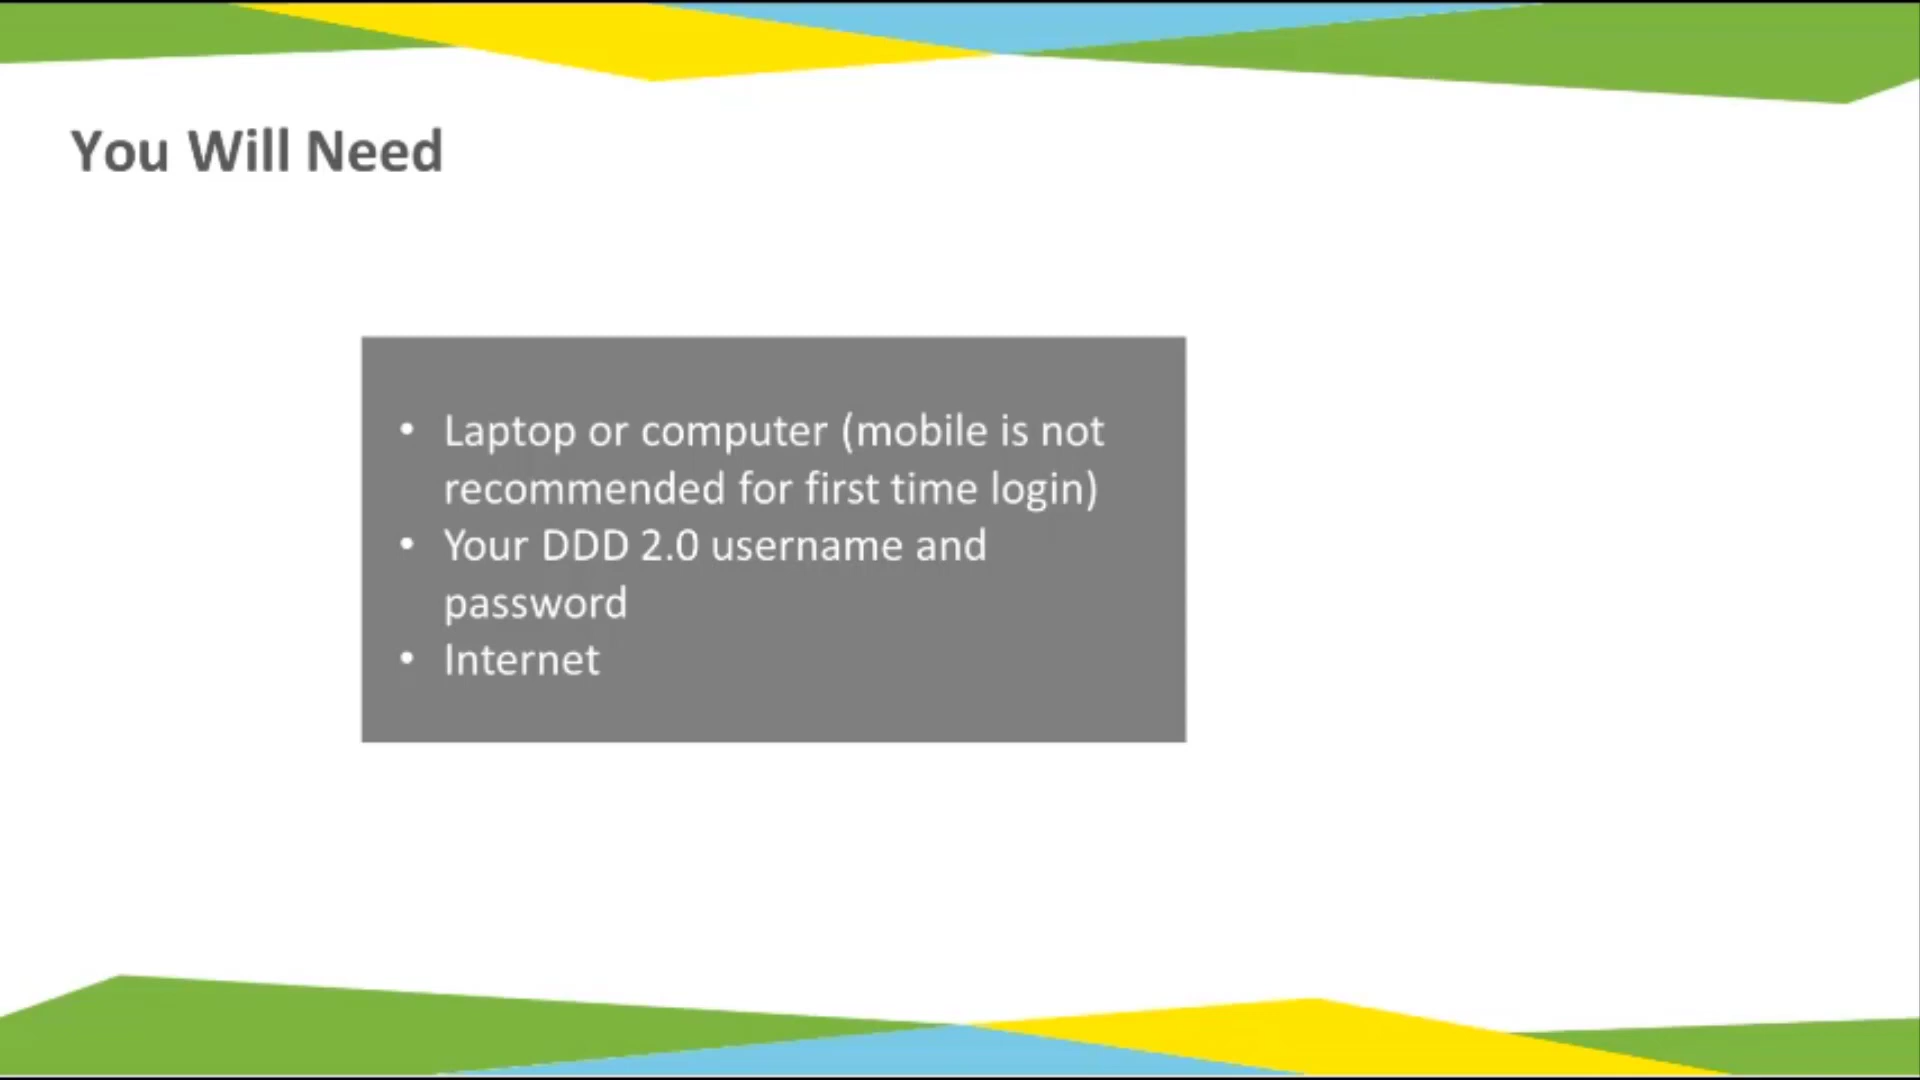 You Will Need
• Laptop or computer (mobile is not
recommended for first time login)
• Your DDD 2.0 username and
password
• Internet